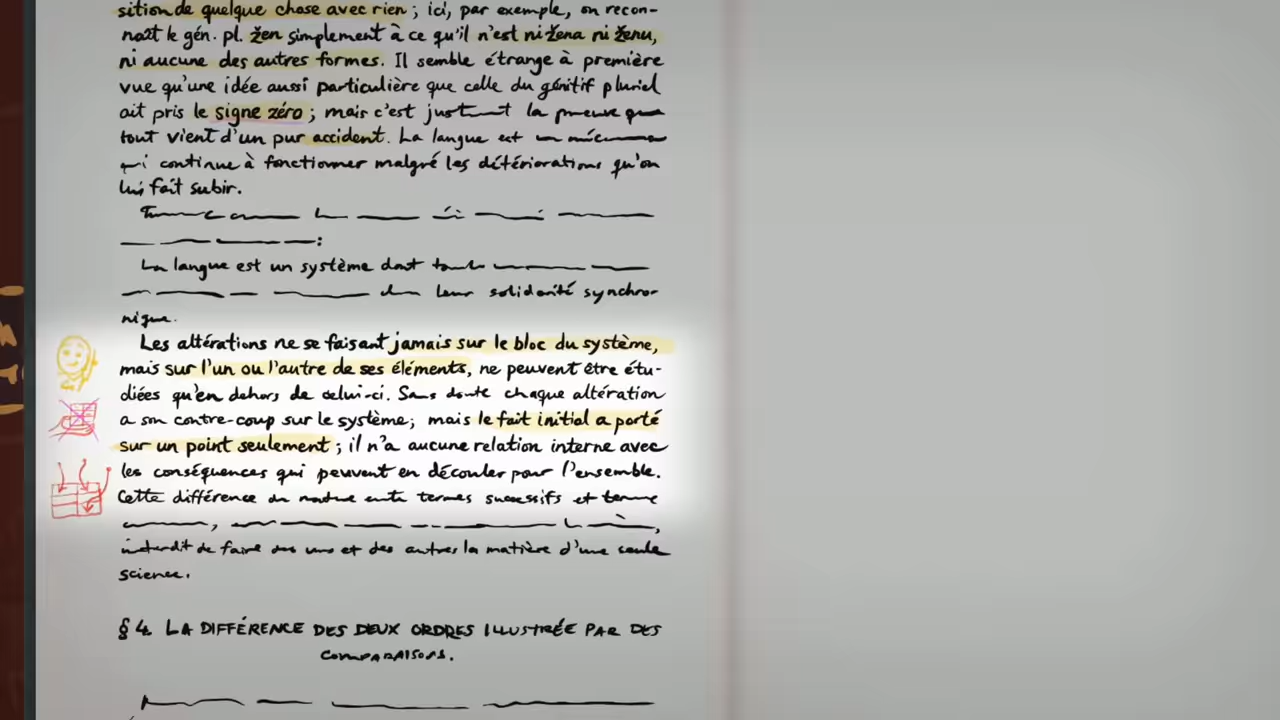 sition de quelque chose avec rien ; ici, par exemple, on recon-
naît le gén. pl. žen simplement à ce qu'il n'est ni žena ni ženu,
ni aucune des autres formes. Il semble étrange à première
vue qu'une idée aussi particulière que celle du génitif pluriel
ait pris le signe zéro ; mais c'est justement la preuve que
tout vient d'un pur accident. La langue est un
qui continue à fonctionner malgré les détériorations qu'on
lui fait subir.
La langue est un système dont
leur solidarité synchro-
nique.
Les altérations ne se faisant jamais sur le bloc du système,
mais sur l'un ou l'autre de ses éléments, ne peuvent être étu-
diées qu'en dehors de celui-ci. Sans doute chaque altération
a son contre-coup sur le système ; mais le fait initial a porté
sur un point seulement ; il n'a aucune relation interne avec
les conséquences qui peuvent en découler pour l'ensemble.
Cette différence de nature entre termes successifs et termes
interdit de faire des uns et des autres la matière d'une seule
science.
§ 4. LA DIFFÉRENCE DES DEUX ORDRES ILLUSTRÉE PAR DES
COMPARAISONS.